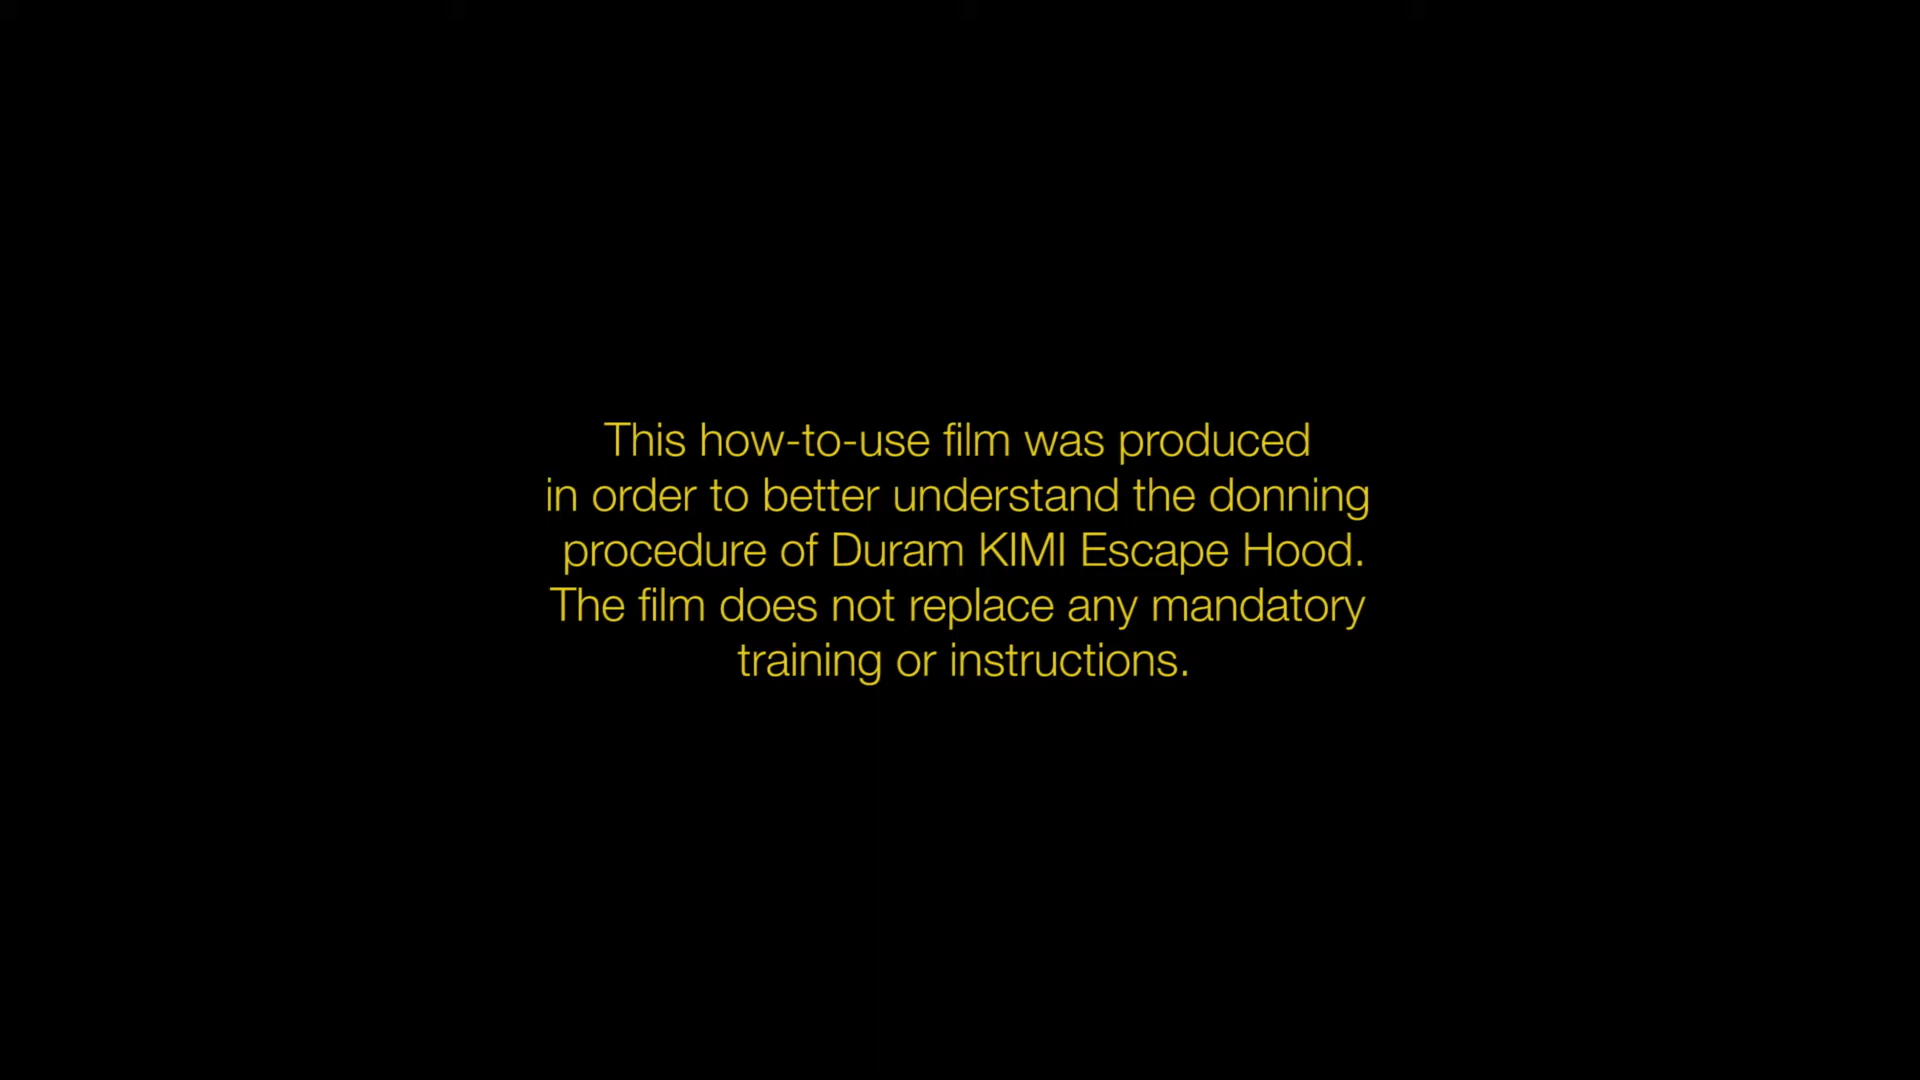 This how-to-use film was produced
in order to better understand the donning
procedure of Duram KIMI Escape Hood.
The film does not replace any mandatory
training or instructions.